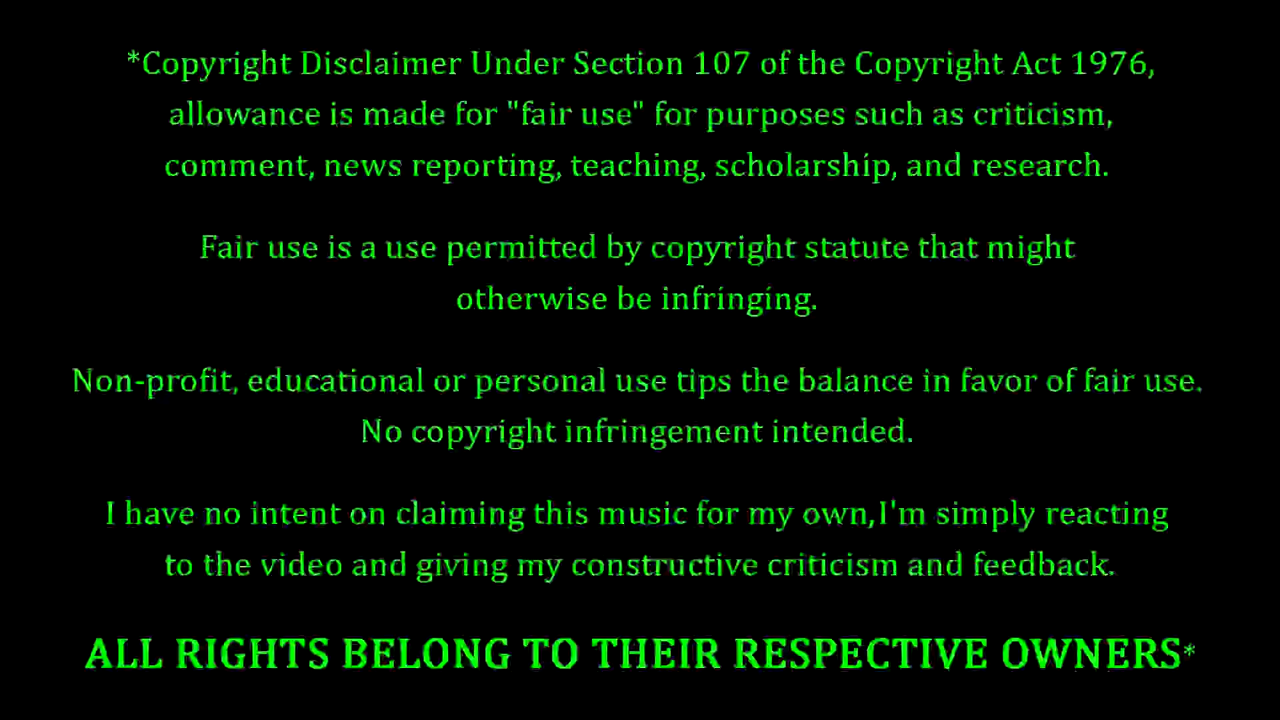 *Copyright Disclaimer Under Section 107 of the Copyright Act 1976,
allowance is made for "fair use" for purposes such as criticism,
comment, news reporting, teaching, scholarship, and research.
Fair use is a use permitted by copyright statute that might
otherwise be infringing.
Non-profit, educational or personal use tips the balance in favor of fair use.
No copyright infringement intended.
I have no intent on claiming this music for my own,I'm simply reacting
to the video and giving my constructive criticism and feedback.
ALL RIGHTS BELONG TO THEIR RESPECTIVE OWNERS*